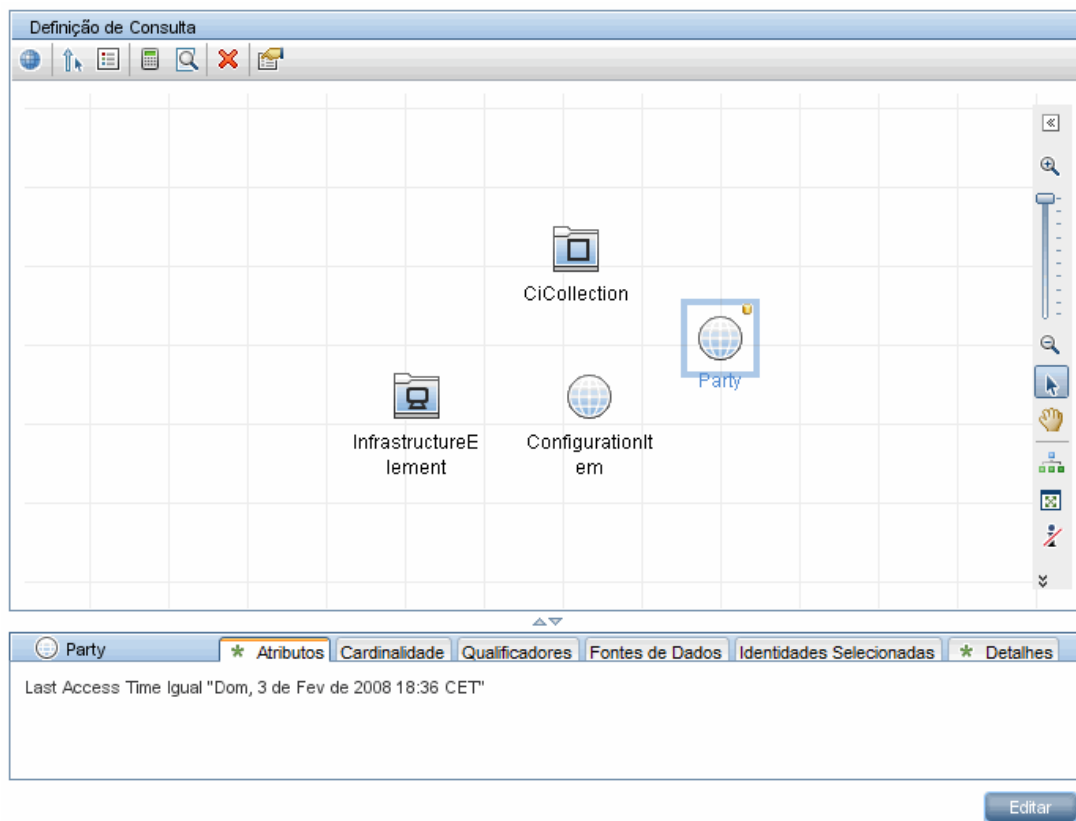 Definição de Consulta
CiCollection
Party
InfrastructureE
lement
ConfigurationIt
em
Party
Atributos
Cardinalidade
Qualificadores
Fontes de Dados
Identidades Selecionadas
Detalhes
Last Access Time Igual "Dom, 3 de Fev de 2008 18:36 CET"
Editar